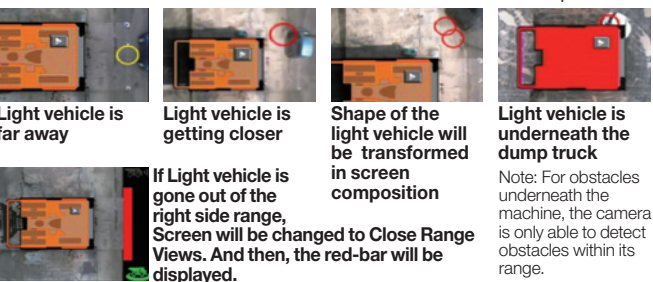 Light vehicle is
far away
Light vehicle is
getting closer
Shape of the
light vehicle will
be transformed
in screen
composition
Light vehicle is
underneath the
dump truck
Note: For obstacles
underneath the
machine, the camera
is only able to detect
obstacles within its
range.
If Light vehicle is
gone out of the
right side range,
Screen will be changed to Close Range
Views. And then, the red-bar will be
displayed.